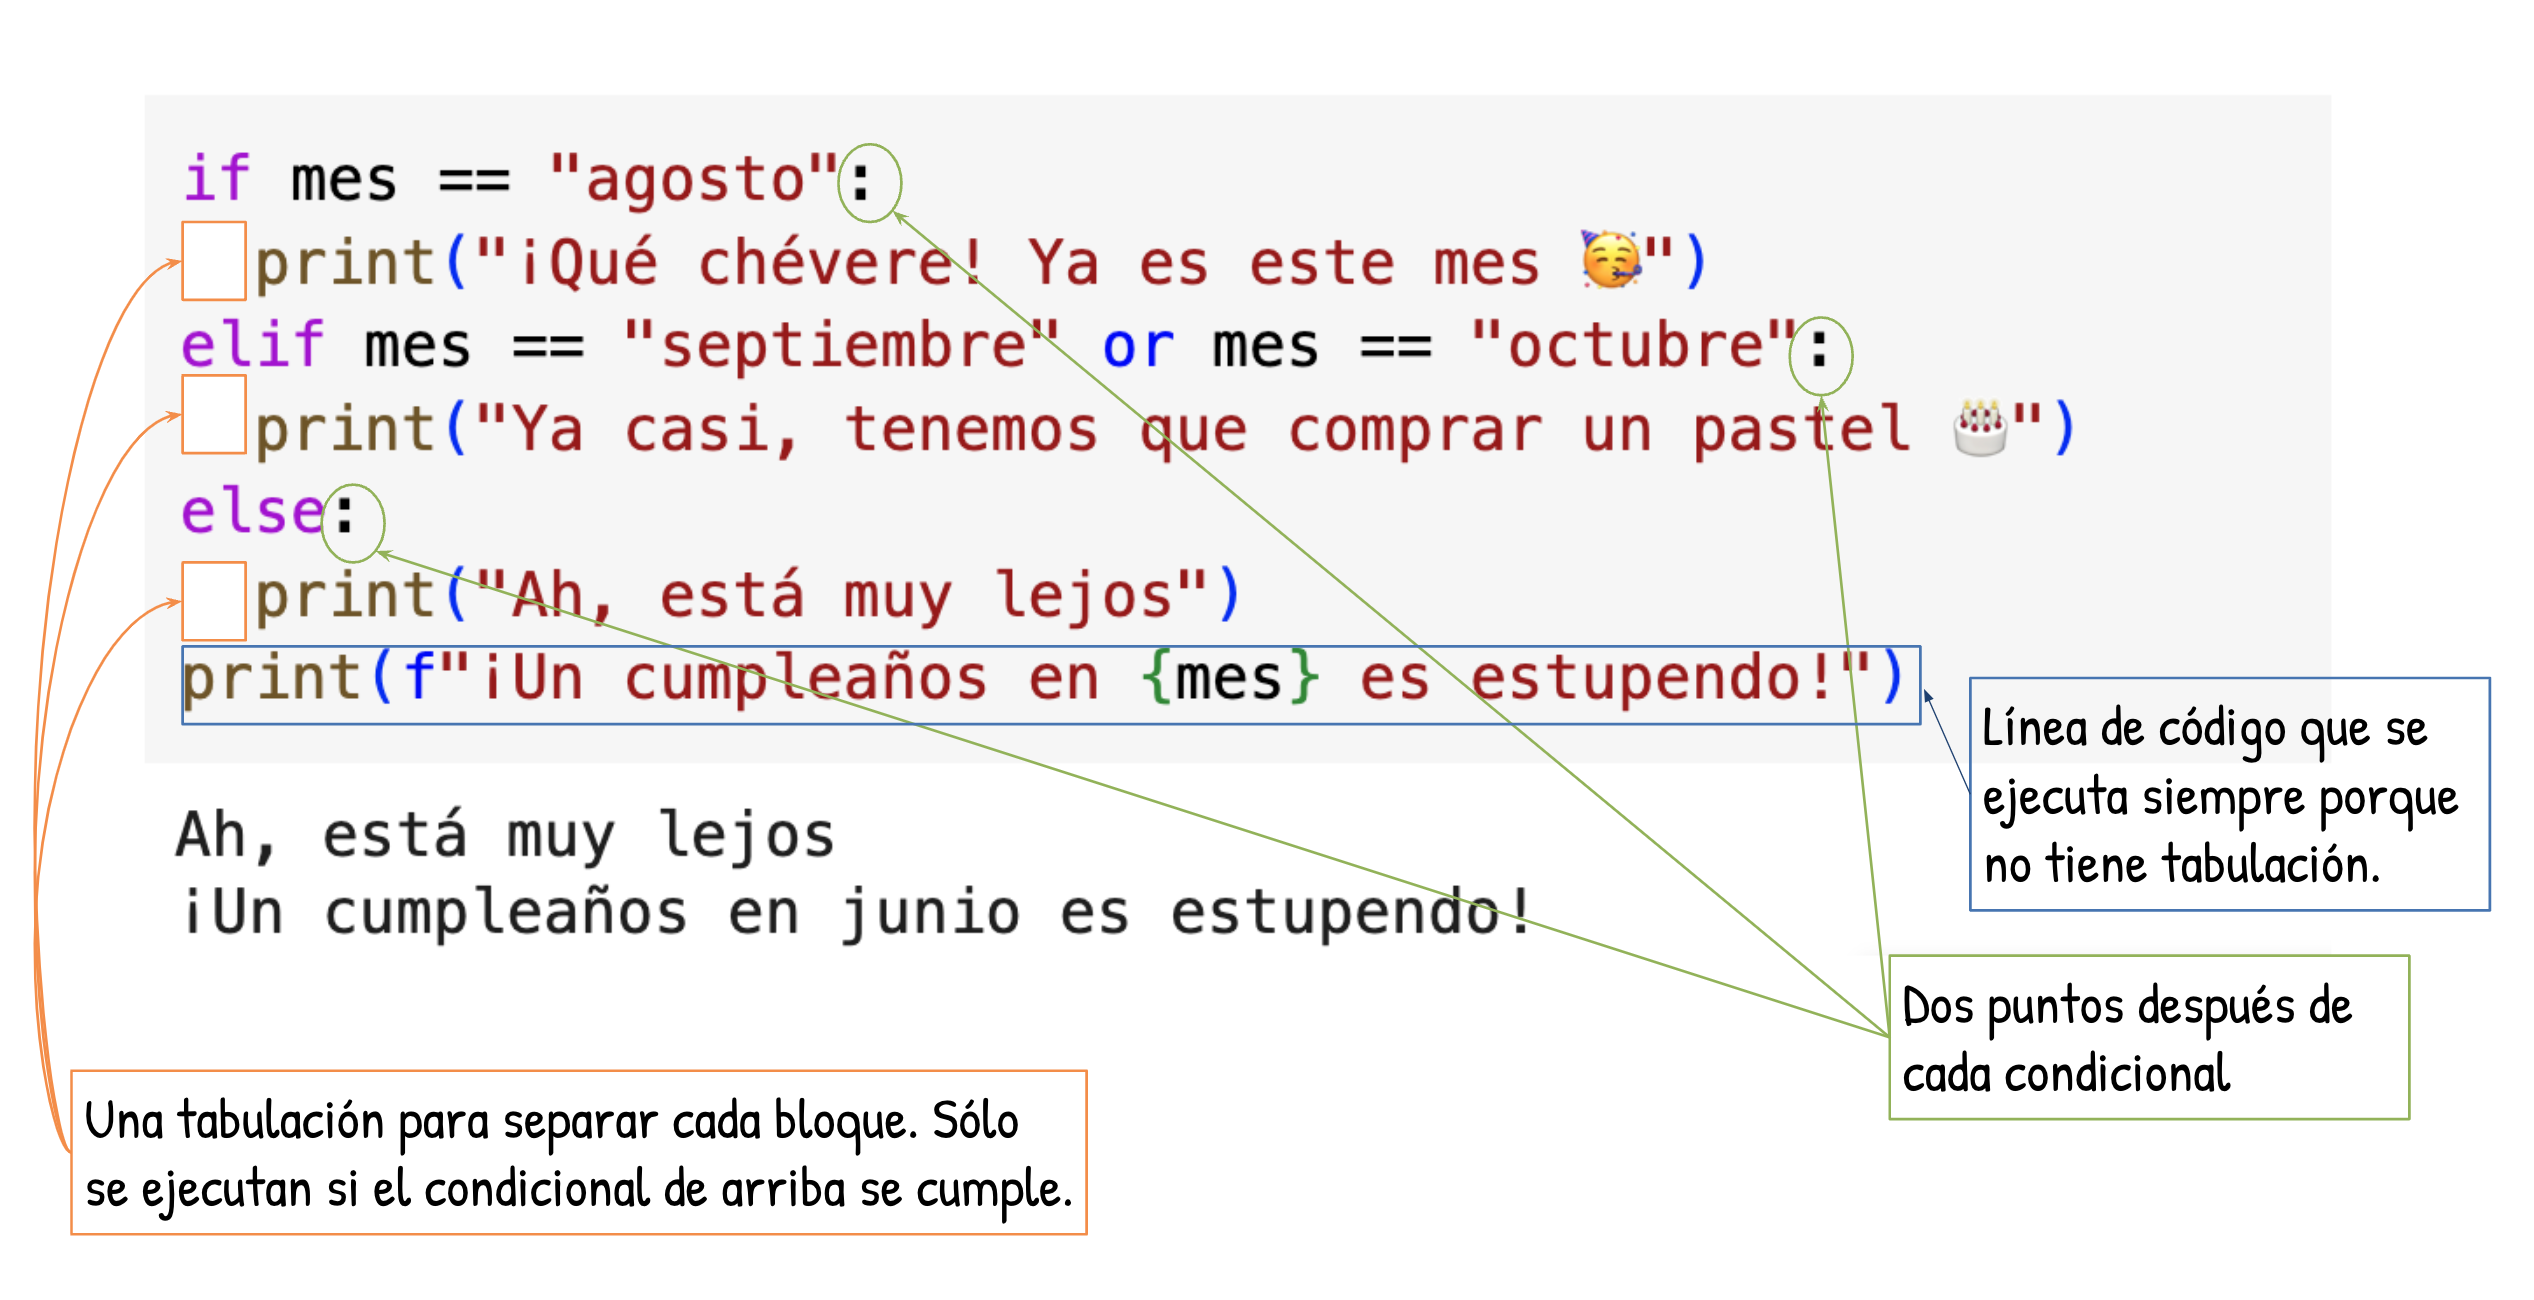 if mes == "agosto":
print("¡Qué chévere! Ya es este mes 🥳")
elif mes == "septiembre" or mes == "octubre":
print("Ya casi, tenemos que comprar un pastel 🎂")
else:
print("Ah, está muy lejos")
print(f"¡Un cumpleaños en {mes} es estupendo!")
Ah, está muy lejos
¡Un cumpleaños en junio es estupendo!
Línea de código que se
ejecuta siempre porque
no tiene tabulación.
Dos puntos después de
cada condicional
Una tabulación para separar cada bloque. Sólo
se ejecutan si el condicional de arriba se cumple.